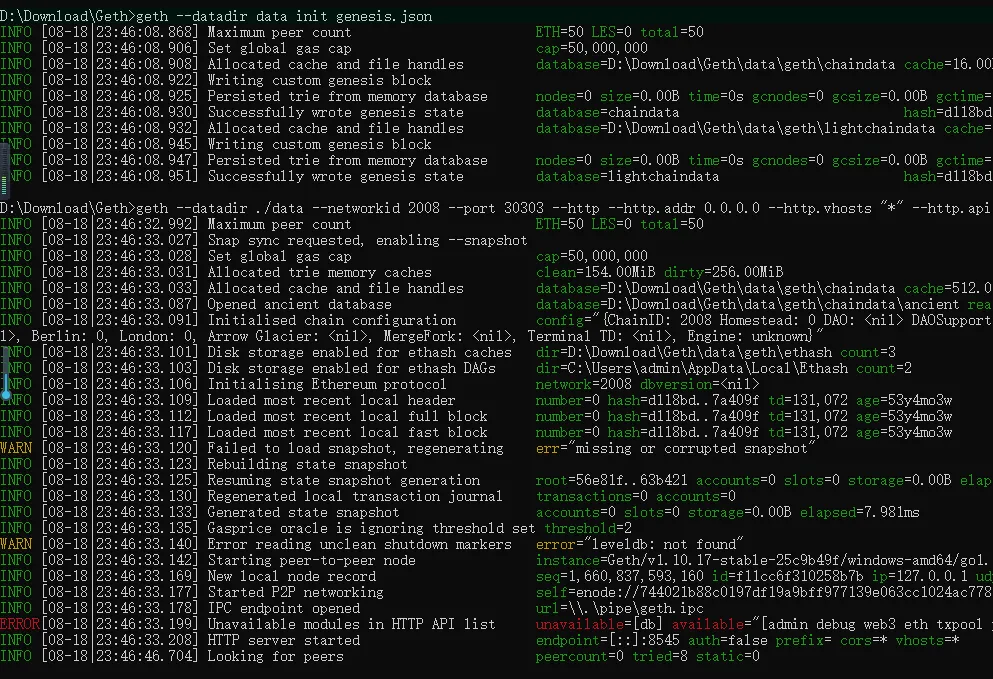 D:\Download\Geth>geth --datadir data init genesis.json
INFO [08-18|23:46:08.868] Maximum peer count                       ETH=50 LES=0 total=50
INFO [08-18|23:46:08.906] Set global gas cap                       cap=50,000,000
INFO [08-18|23:46:08.908] Allocated cache and file handles         database=D:\Download\Geth\data\geth\chaindata cache=16.00
INFO [08-18|23:46:08.922] Writing custom genesis block
INFO [08-18|23:46:08.925] Persisted trie from memory database      nodes=0 size=0.00B time=0s gcnodes=0 gcsize=0.00B gctime=
INFO [08-18|23:46:08.930] Successfully wrote genesis state         database=chaindata                    hash=d118bd
INFO [08-18|23:46:08.932] Allocated cache and file handles         database=D:\Download\Geth\data\geth\lightchaindata cache=
INFO [08-18|23:46:08.945] Writing custom genesis block
NFO [08-18|23:46:08.947] Persisted trie from memory database      nodes=0 size=0.00B time=0s gcnodes=0 gcsize=0.00B gctime=
NFO [08-18|23:46:08.951] Successfully wrote genesis state         database=lightchaindata               hash=d118bd
D:\Download\Geth>geth --datadir ./data --networkid 2008 --port 30303 --http --http.addr 0.0.0.0 --http.vhosts "*" --http.api
INFO [08-18|23:46:32.992] Maximum peer count                       ETH=50 LES=0 total=50
INFO [08-18|23:46:33.027] Snap sync requested, enabling --snapshot
INFO [08-18|23:46:33.028] Set global gas cap                       cap=50,000,000
INFO [08-18|23:46:33.031] Allocated trie memory caches             clean=154.00MiB dirty=256.00MiB
INFO [08-18|23:46:33.033] Allocated cache and file handles         database=D:\Download\Geth\data\geth\chaindata cache=512.0
INFO [08-18|23:46:33.087] Opened ancient database                  database=D:\Download\Geth\data\geth\chaindata\ancient rea
INFO [08-18|23:46:33.091] Initialised chain configuration          config="{ChainID: 2008 Homestead: 0 DAO: <nil> DAOSupport
l>, Berlin: 0, London: 0, Arrow Glacier: <nil>, MergeFork: <nil>, Terminal TD: <nil>, Engine: unknown}"
NFO [08-18|23:46:33.101] Disk storage enabled for ethash caches   dir=D:\Download\Geth\data\geth\ethash count=3
NFO [08-18|23:46:33.103] Disk storage enabled for ethash DAGs     dir=C:\Users\admin\AppData\Local\Ethash count=2
NFO [08-18|23:46:33.106] Initialising Ethereum protocol           network=2008 dbversion=<nil>
INFO [08-18|23:46:33.109] Loaded most recent local header          number=0 hash=d118bd..7a409f td=131,072 age=53y4mo3w
INFO [08-18|23:46:33.112] Loaded most recent local full block      number=0 hash=d118bd..7a409f td=131,072 age=53y4mo3w
INFO [08-18|23:46:33.117] Loaded most recent local fast block      number=0 hash=d118bd..7a409f td=131,072 age=53y4mo3w
WARN [08-18|23:46:33.120] Failed to load snapshot, regenerating    err="missing or corrupted snapshot"
INFO [08-18|23:46:33.123] Rebuilding state snapshot
INFO [08-18|23:46:33.125] Resuming state snapshot generation       root=56e81f..63b421 accounts=0 slots=0 storage=0.00B elap
INFO [08-18|23:46:33.130] Regenerated local transaction journal    transactions=0 accounts=0
INFO [08-18|23:46:33.133] Generated state snapshot                 accounts=0 slots=0 storage=0.00B elapsed=7.981ms
INFO [08-18|23:46:33.135] Gasprice oracle is ignoring threshold set threshold=2
WARN [08-18|23:46:33.140] Error reading unclean shutdown markers   error="leveldb: not found"
INFO [08-18|23:46:33.142] Starting peer-to-peer node               instance=Geth/v1.10.17-stable-25c9b49f/windows-amd64/go1.
INFO [08-18|23:46:33.169] New local node record                    seq=1,660,837,593,160 id=f11cc6f310258b7b ip=127.0.0.1 ud
INFO [08-18|23:46:33.177] Started P2P networking                   self=enode://744021b88c0197df19a9bff977139e063cc1024ac778
INFO [08-18|23:46:33.178] IPC endpoint opened                      url=\\.\pipe\geth.ipc
ERROR[08-18|23:46:33.199] Unavailable modules in HTTP API list     unavailable=[db] available="[admin debug web3 eth txpool
INFO [08-18|23:46:33.208] HTTP server started                      endpoint=[::]:8545 auth=false prefix= cors=* vhosts=*
INFO [08-18|23:46:46.704] Looking for peers                        peercount=0 tried=8 static=0